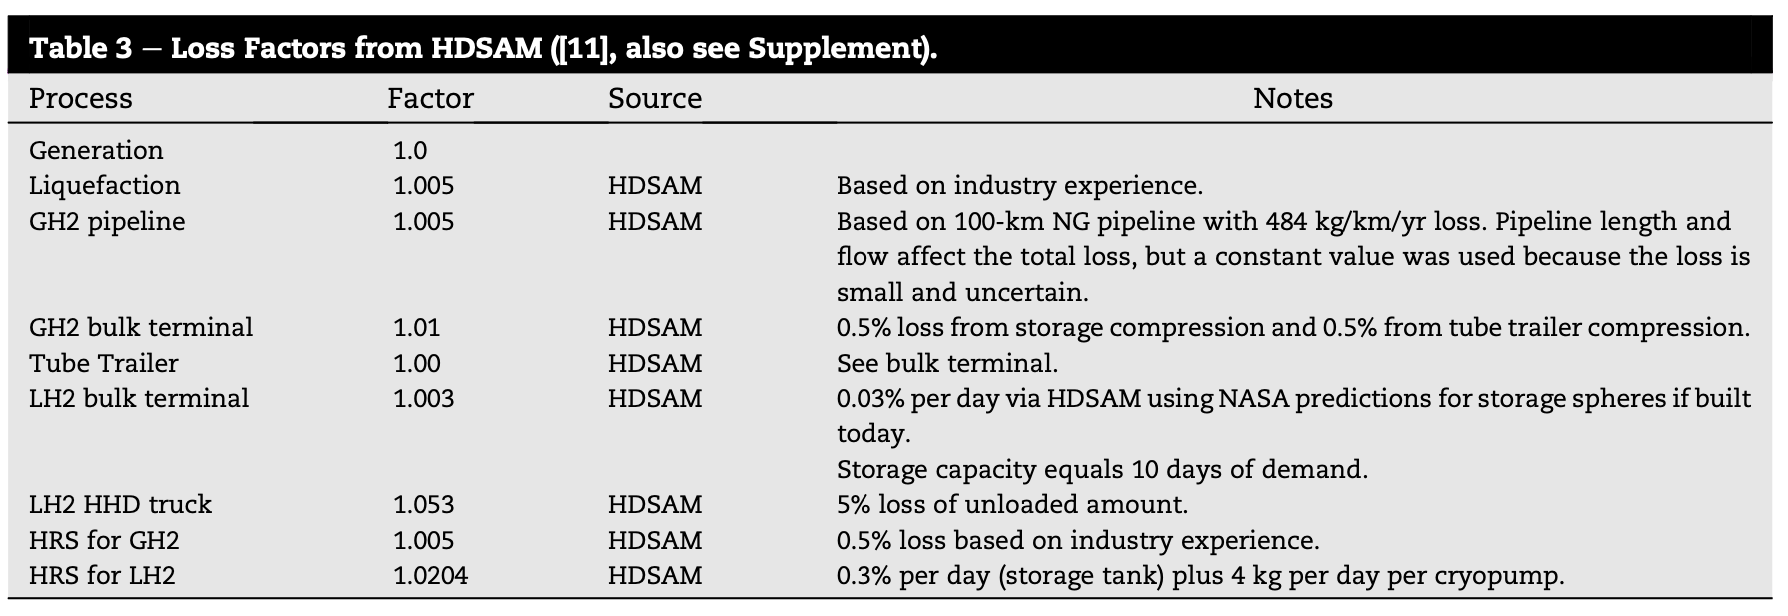 Table 3 – Loss Factors from HDSAM ([11], also see Supplement).
Process Factor Source Notes
Generation 1.0
Liquefaction 1.005 HDSAM Based on industry experience.
GH2 pipeline 1.005 HDSAM Based on 100-km NG pipeline with 484 kg/km/yr loss. Pipeline length and
flow affect the total loss, but a constant value was used because the loss is
small and uncertain.
GH2 bulk terminal 1.01 HDSAM 0.5% loss from storage compression and 0.5% from tube trailer compression.
Tube Trailer 1.00 HDSAM See bulk terminal.
LH2 bulk terminal 1.003 HDSAM 0.03% per day via HDSAM using NASA predictions for storage spheres if built
today.
Storage capacity equals 10 days of demand.
LH2 HHD truck 1.053 HDSAM 5% loss of unloaded amount.
HRS for GH2 1.005 HDSAM 0.5% loss based on industry experience.
HRS for LH2 1.0204 HDSAM 0.3% per day (storage tank) plus 4 kg per day per cryopump.